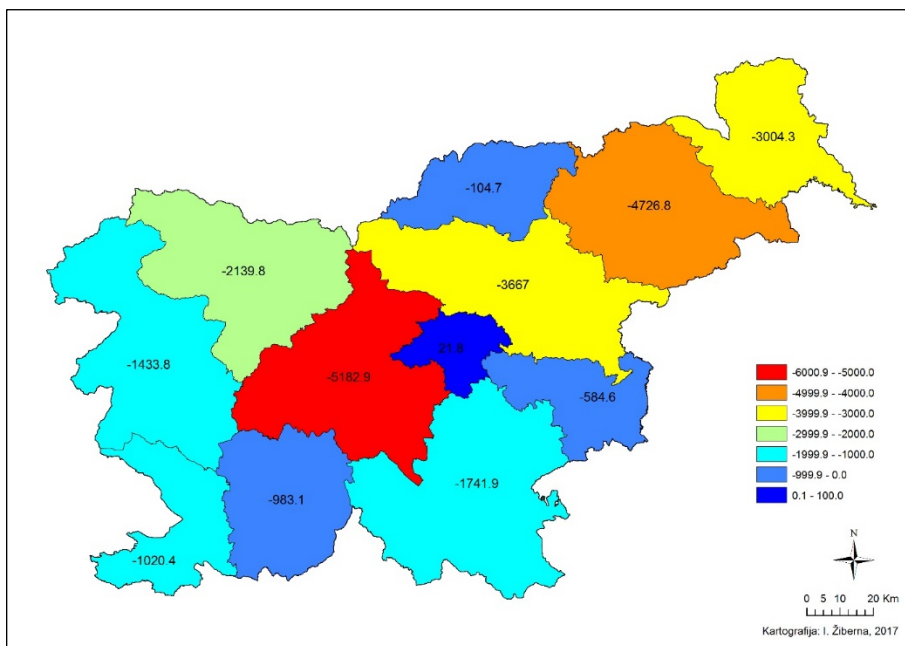 -3004.3
-104.7
-4726.8
-2139.8
-3667
21.8
-1433.8
-5182.9
-584.6
-1741.9
-983.1
-1020.4
-6000.9 - -5000.0
-4999.9 - -4000.0
-3999.9 - -3000.0
-2999.9 - -2000.0
-1999.9 - -1000.0
-999.9 - 0.0
0.1 - 100.0
N
0 5 10 20 Km
Kartografija: I. Žiberna, 2017